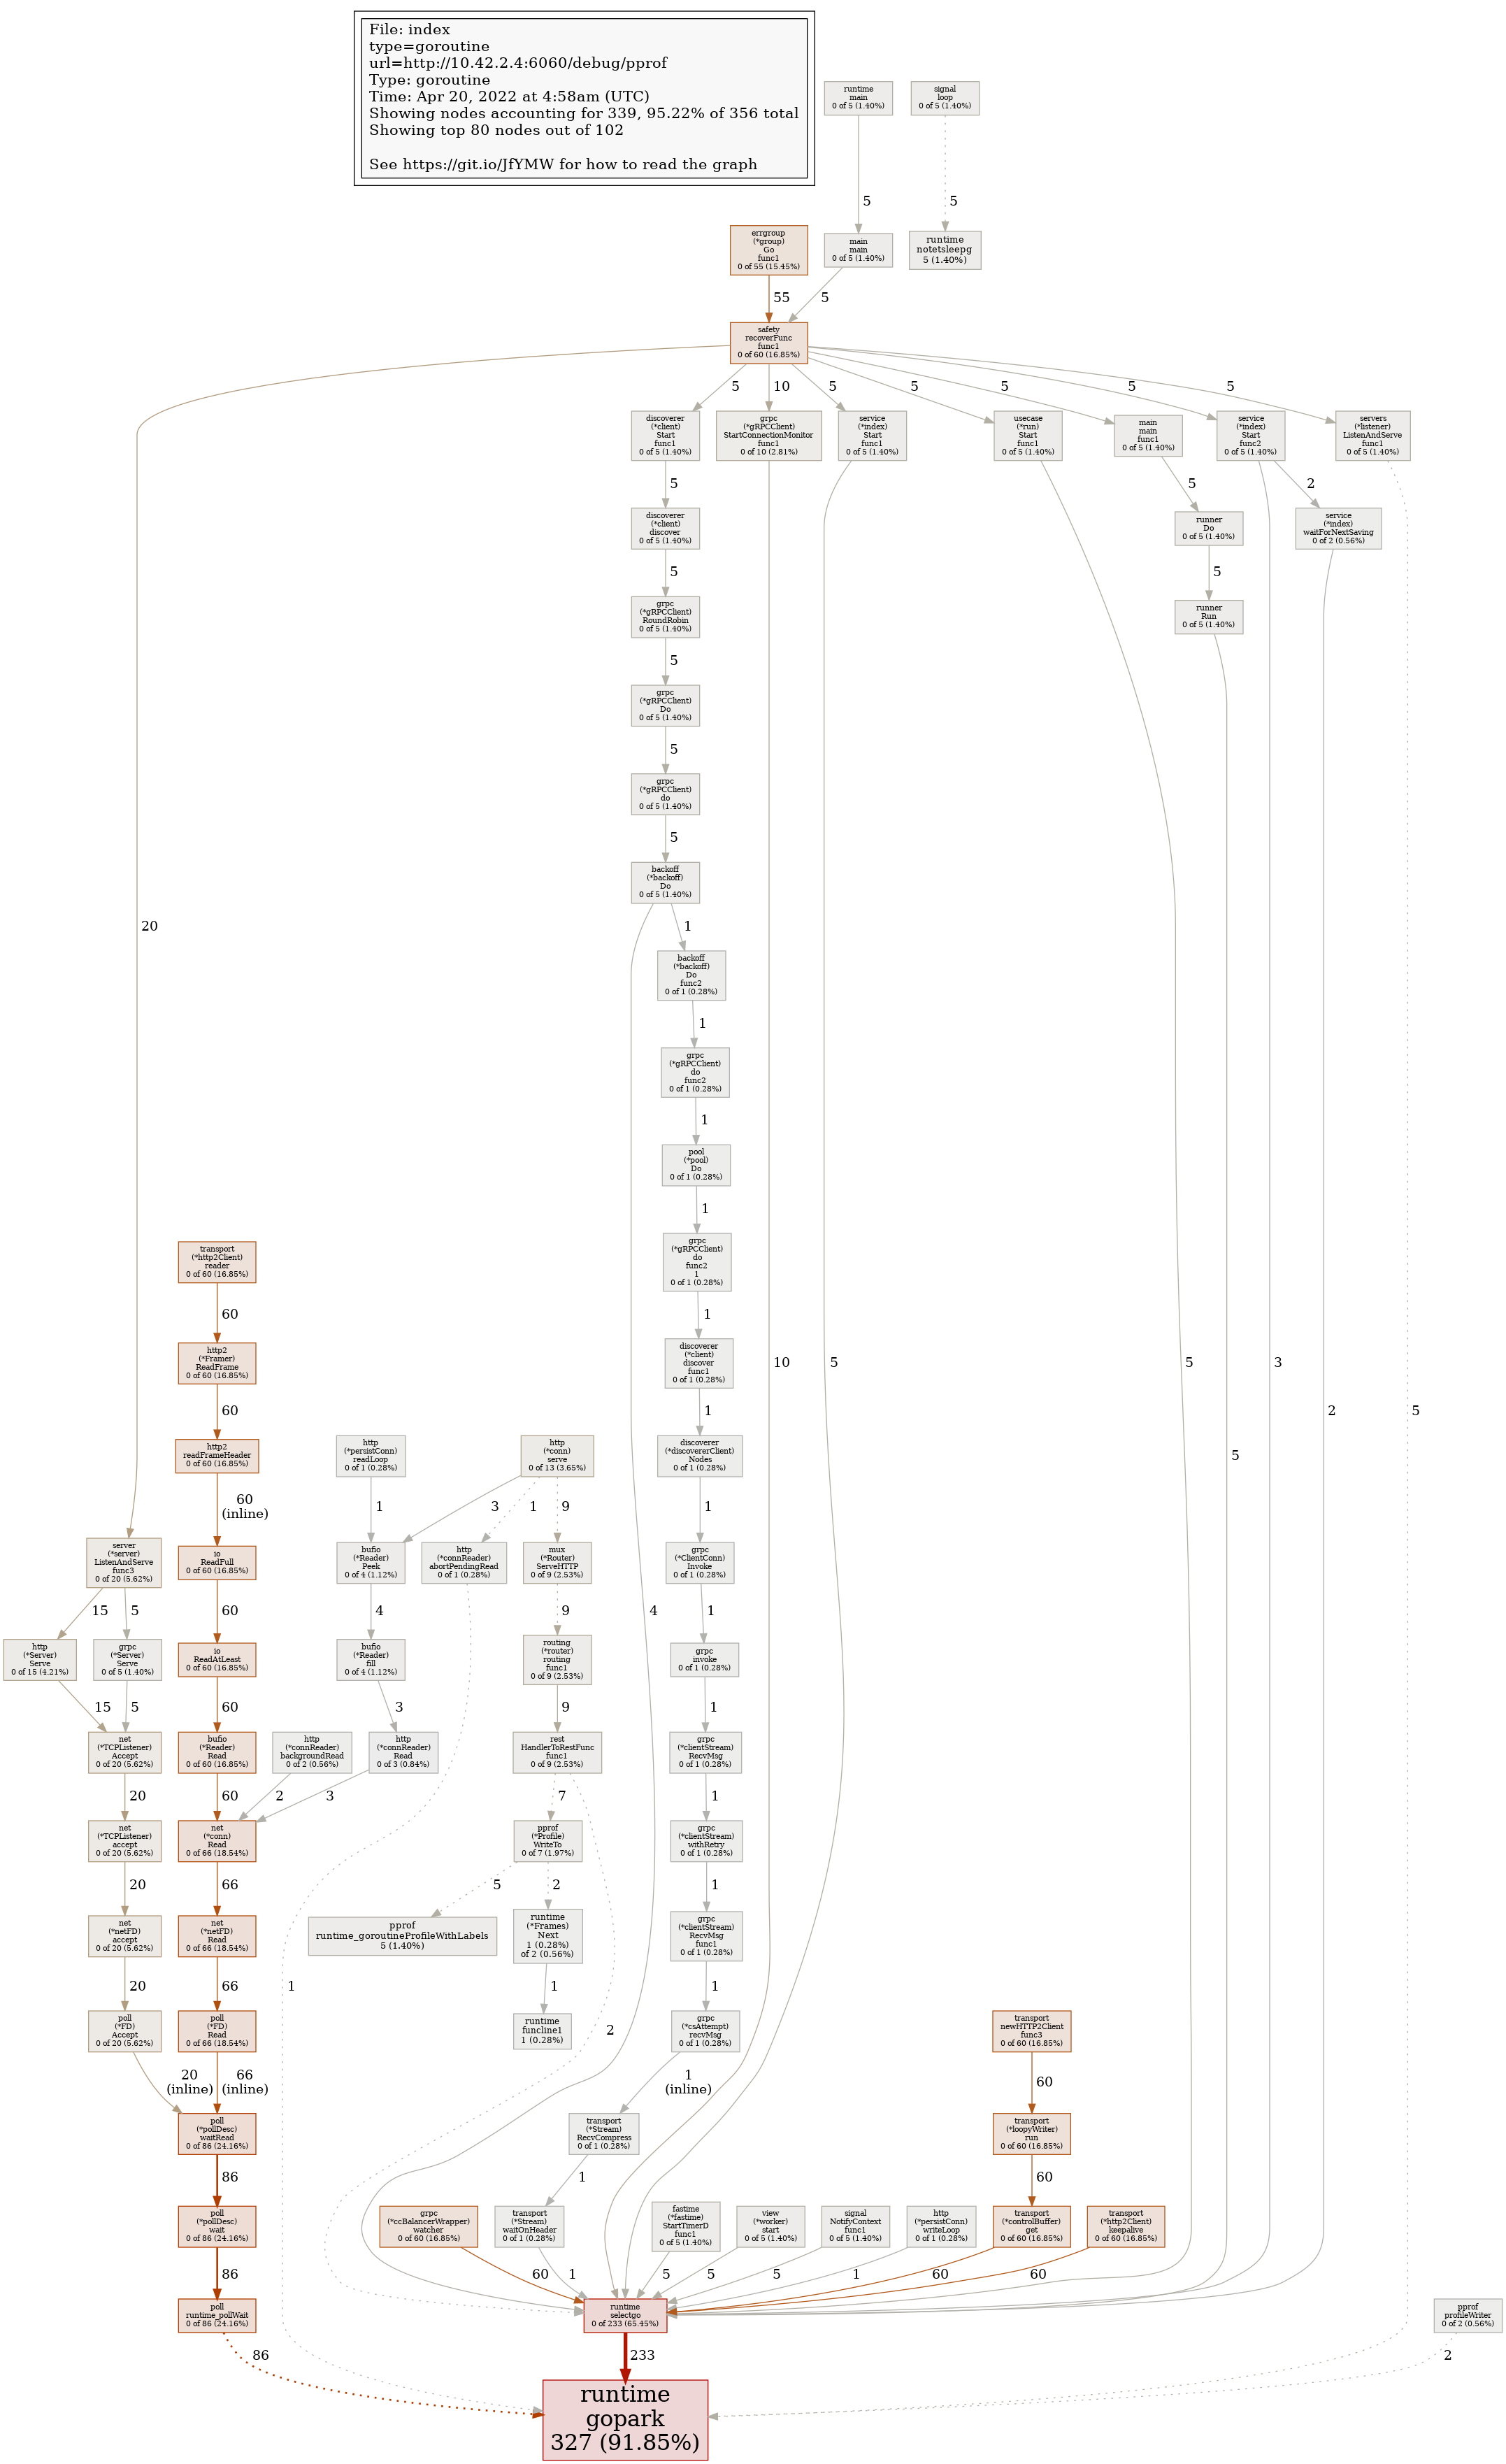 File: index
type=goroutine
url=http://10.42.2.4:6060/debug/pprof
Type: goroutine
Time: Apr 20, 2022 at 4:58am (UTC)
Showing nodes accounting for 339, 95.22% of 356 total
Showing top 80 nodes out of 102
See https://git.io/JfYMW for how to read the graph
runtime
main
0 of 5 (1.40%)
signal
loop
0 of 5 (1.40%)
5
5
errgroup
(*group)
Go
func1
0 of 55 (15.45%)
main
main
0 of 5 (1.40%)
runtime
notetsleepg
5 (1.40%)
55
5
safety
recoverFunc
func1
0 of 60 (16.85%)
5
10
5
5
5
5
5
discoverer
(*client)
Start
func1
0 of 5 (1.40%)
grpc
(*gRPCClient)
StartConnectionMonitor
func1
0 of 10 (2.81%)
service
(*index)
Start
func1
0 of 5 (1.40%)
usecase
(*run)
Start
func1
0 of 5 (1.40%)
main
main
func1
0 of 5 (1.40%)
service
(*index)
Start
func2
0 of 5 (1.40%)
servers
(*listener)
ListenAndServe
func1
0 of 5 (1.40%)
5
5
2
discoverer
(*client)
discover
0 of 5 (1.40%)
runner
Do
0 of 5 (1.40%)
service
(*index)
waitForNextSaving
0 of 2 (0.56%)
5
5
grpc
(*gRPCClient)
RoundRobin
0 of 5 (1.40%)
runner
Run
0 of 5 (1.40%)
5
grpc
(*gRPCClient)
Do
0 of 5 (1.40%)
5
grpc
(*gRPCClient)
do
0 of 5 (1.40%)
5
backoff
(*backoff)
Do
0 of 5 (1.40%)
20
1
backoff
(*backoff)
Do
func2
0 of 1 (0.28%)
1
grpc
(*gRPCClient)
do
func2
0 of 1 (0.28%)
1
pool
(*pool)
Do
0 of 1 (0.28%)
1
transport
(*http2Client)
reader
0 of 60 (16.85%)
grpc
(*gRPCClient)
do
func2
1
0 of 1 (0.28%)
60
1
http2
(*Framer)
ReadFrame
0 of 60 (16.85%)
discoverer
(*client)
discover
func1
0 of 1 (0.28%)
10
5
5
3
60
1
2
5
http2
readFrameHeader
0 of 60 (16.85%)
http
(*persistConn)
readLoop
0 of 1 (0.28%)
http
(*conn)
serve
0 of 13 (3.65%)
discoverer
(*discovererClient)
Nodes
0 of 1 (0.28%)
5
60
(inline)
1
3
1
9
1
server
(*server)
ListenAndServe
func3
0 of 20 (5.62%)
io
ReadFull
0 of 60 (16.85%)
bufio
(*Reader)
Peek
0 of 4 (1.12%)
http
(*connReader)
abortPendingRead
0 of 1 (0.28%)
mux
(*Router)
ServeHTTP
0 of 9 (2.53%)
grpc
(*ClientConn)
Invoke
0 of 1 (0.28%)
15
5
60
4
9
4
1
http
(*Server)
Serve
0 of 15 (4.21%)
grpc
(*Server)
Serve
0 of 5 (1.40%)
io
ReadAtLeast
0 of 60 (16.85%)
bufio
(*Reader)
fill
0 of 4 (1.12%)
routing
(*router)
routing
func1
0 of 9 (2.53%)
grpc
invoke
0 of 1 (0.28%)
15
5
60
3
9
1
net
(*TCPListener)
Accept
0 of 20 (5.62%)
bufio
(*Reader)
Read
0 of 60 (16.85%)
http
(*connReader)
backgroundRead
0 of 2 (0.56%)
http
(*connReader)
Read
0 of 3 (0.84%)
rest
HandlerToRestFunc
func1
0 of 9 (2.53%)
grpc
(*clientStream)
RecvMsg
0 of 1 (0.28%)
20
60
2
3
7
1
net
(*TCPListener)
accept
0 of 20 (5.62%)
net
(*conn)
Read
0 of 66 (18.54%)
pprof
(*Profile)
WriteTo
0 of 7 (1.97%)
grpc
(*clientStream)
withRetry
0 of 1 (0.28%)
20
66
5
2
1
net
(*netFD)
accept
0 of 20 (5.62%)
net
(*netFD)
Read
0 of 66 (18.54%)
pprof
runtime_goroutineProfileWithLabels
5 (1.40%)
runtime
(*Frames)
Next
1 (0.28%)
of 2 (0.56%)
grpc
(*clientStream)
RecvMsg
func1
0 of 1 (0.28%)
20
66
1
1
1
poll
(*FD)
Accept
0 of 20 (5.62%)
poll
(*FD)
Read
0 of 66 (18.54%)
runtime
funcline1
1 (0.28%)
2
grpc
(*csAttempt)
recvMsg
0 of 1 (0.28%)
transport
newHTTP2Client
func3
0 of 60 (16.85%)
20
(inline)
66
(inline)
1
(inline)
60
poll
(*pollDesc)
waitRead
0 of 86 (24.16%)
transport
(*Stream)
RecvCompress
0 of 1 (0.28%)
transport
(*loopyWriter)
run
0 of 60 (16.85%)
86
1
60
poll
(*pollDesc)
wait
0 of 86 (24.16%)
grpc
(*ccBalancerWrapper)
watcher
0 of 60 (16.85%)
transport
(*Stream)
waitOnHeader
0 of 1 (0.28%)
fastime
(*fastime)
StartTimerD
func1
0 of 5 (1.40%)
view
(*worker)
start
0 of 5 (1.40%)
signal
NotifyContext
func1
0 of 5 (1.40%)
http
(*persistConn)
writeLoop
0 of 1 (0.28%)
transport
(*controlBuffer)
get
0 of 60 (16.85%)
transport
(*http2Client)
keepalive
0 of 60 (16.85%)
86
60
1
5
5
5
1
60
60
poll
runtime_pollWait
0 of 86 (24.16%)
runtime
selectgo
0 of 233 (65.45%)
pprof
profileWriter
0 of 2 (0.56%)
86
233
2
runtime
gopark
327 (91.85%)